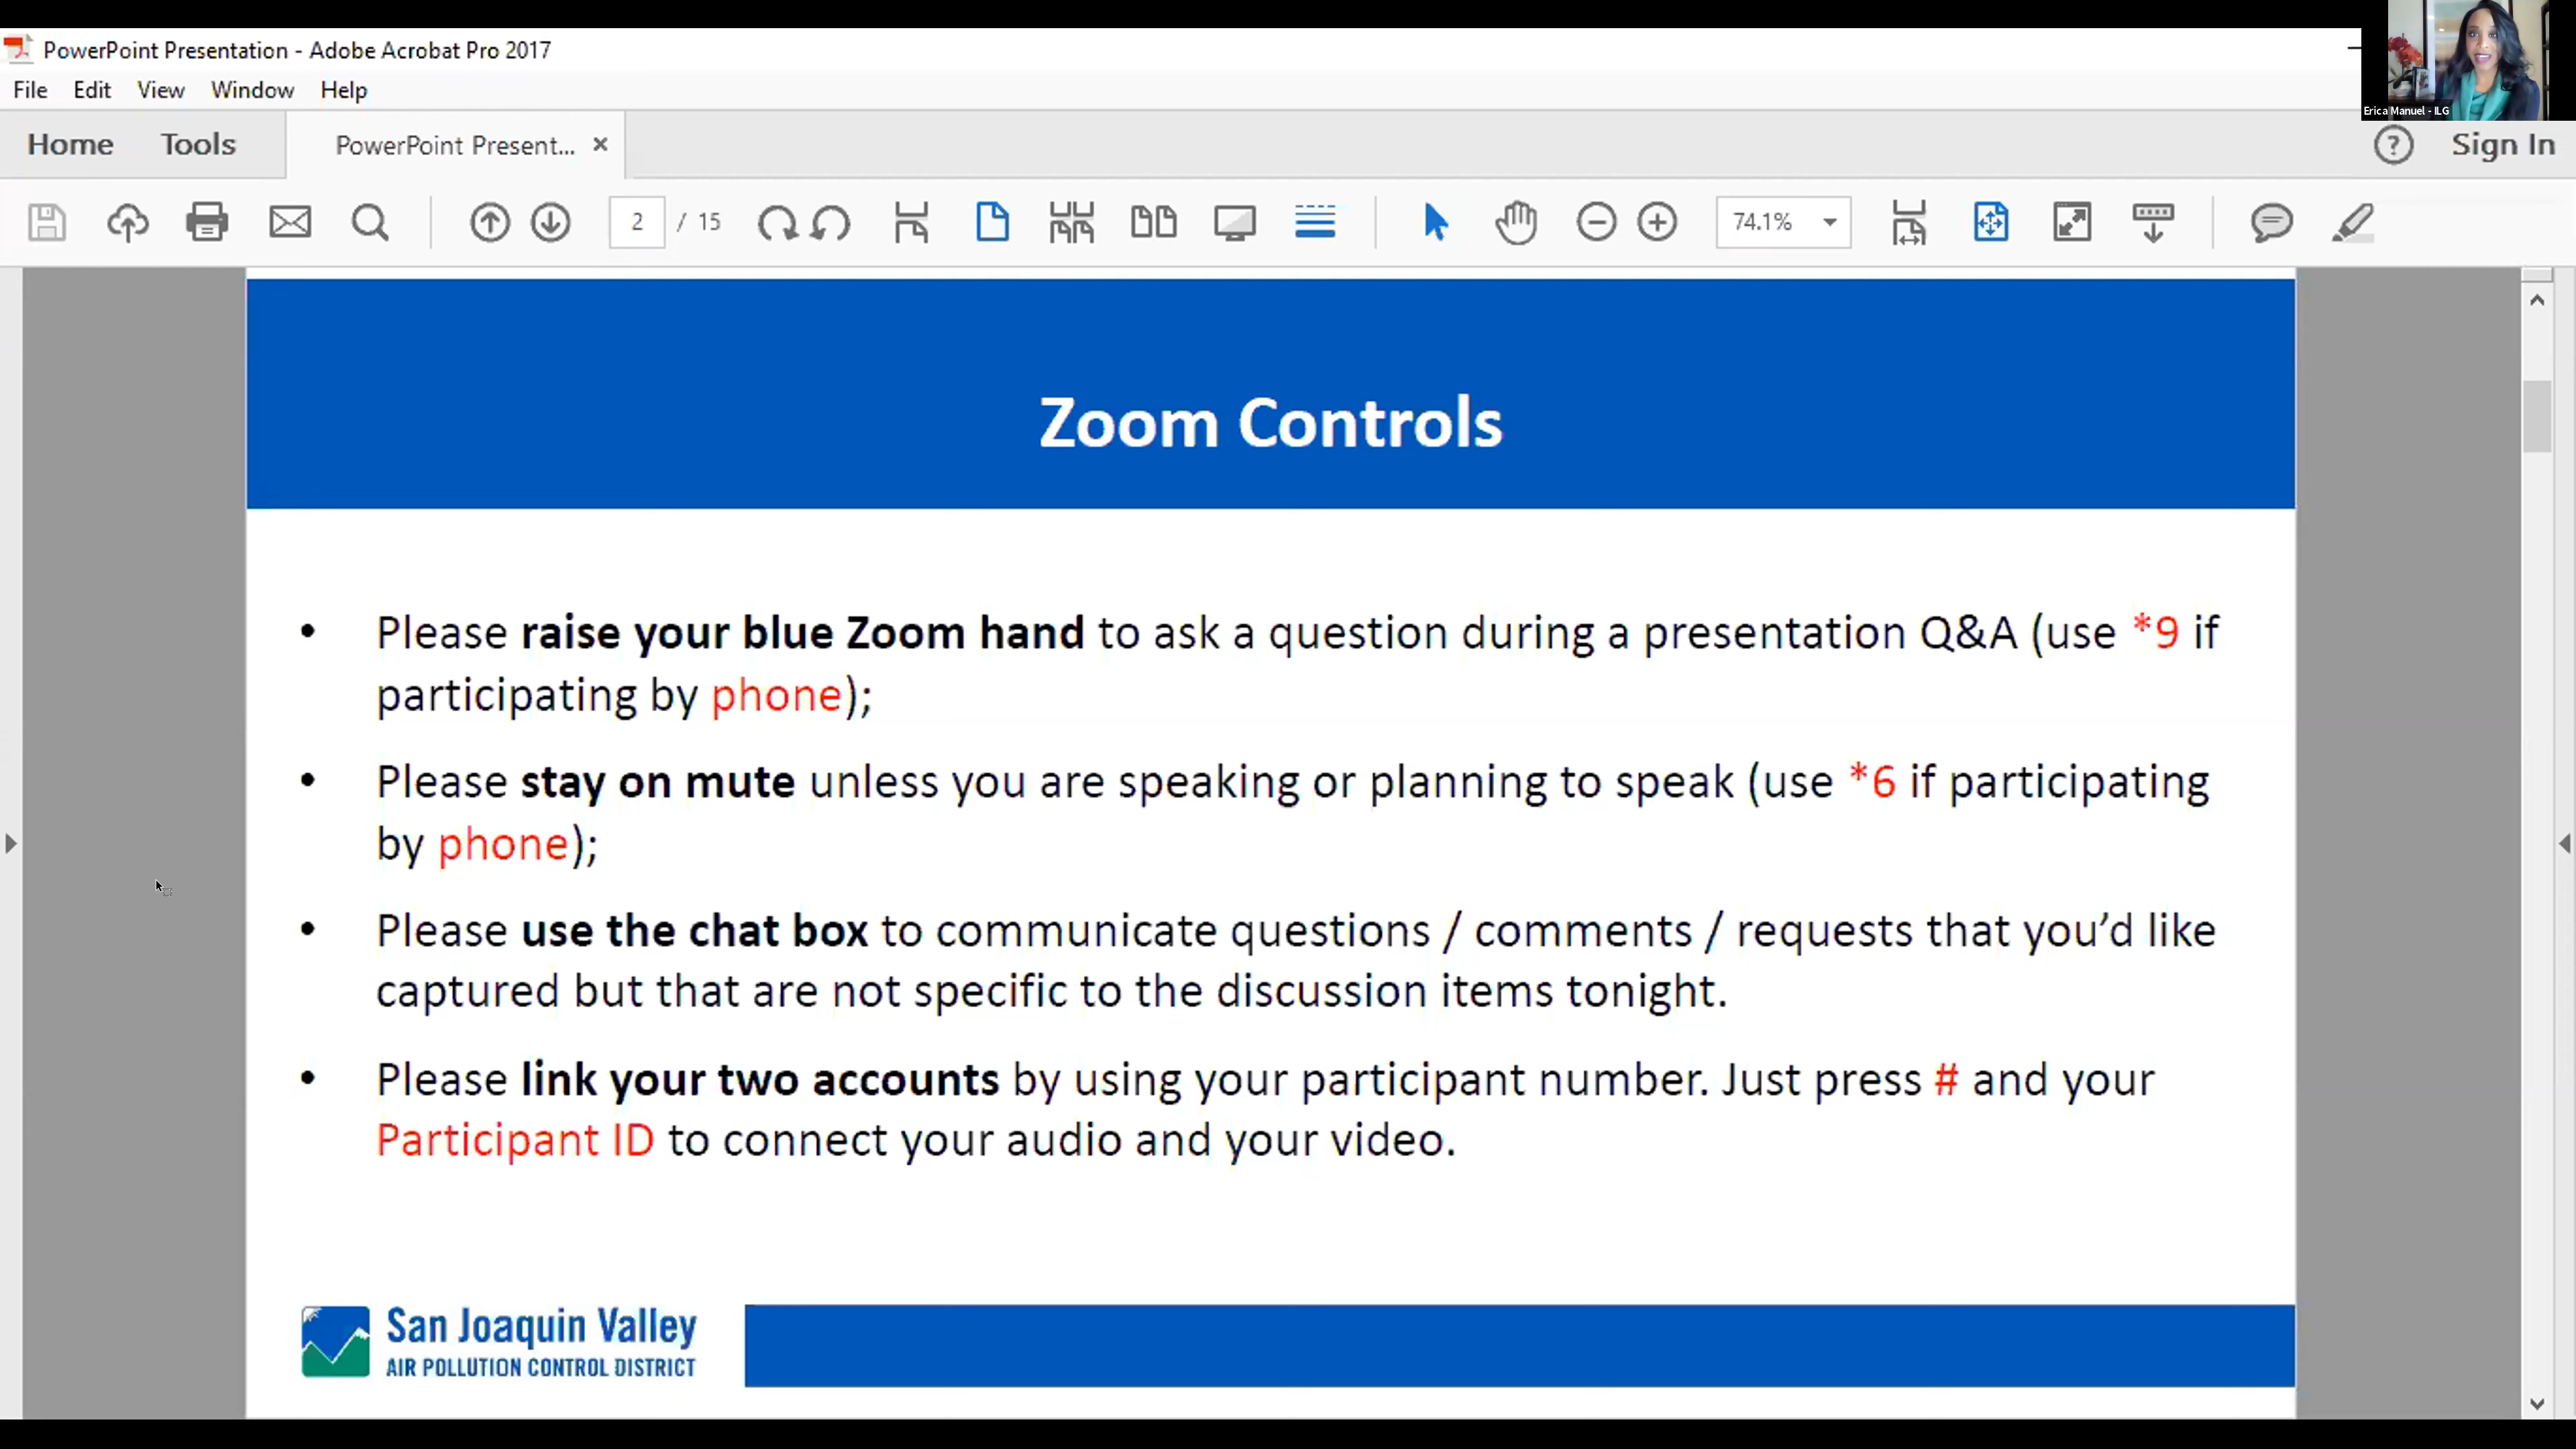 PowerPoint Presentation - Adobe Acrobat Pro 2017
Erica Manuel - ILG
File Edit View Window Help
Home Tools PowerPoint Present... × ? Sign In
2 / 15 74.1%
Zoom Controls
• Please raise your blue Zoom hand to ask a question during a presentation Q&A (use *9 if
participating by phone);
• Please stay on mute unless you are speaking or planning to speak (use *6 if participating
by phone);
• Please use the chat box to communicate questions / comments / requests that you’d like
captured but that are not specific to the discussion items tonight.
• Please link your two accounts by using your participant number. Just press # and your
Participant ID to connect your audio and your video.
San Joaquin Valley
AIR POLLUTION CONTROL DISTRICT